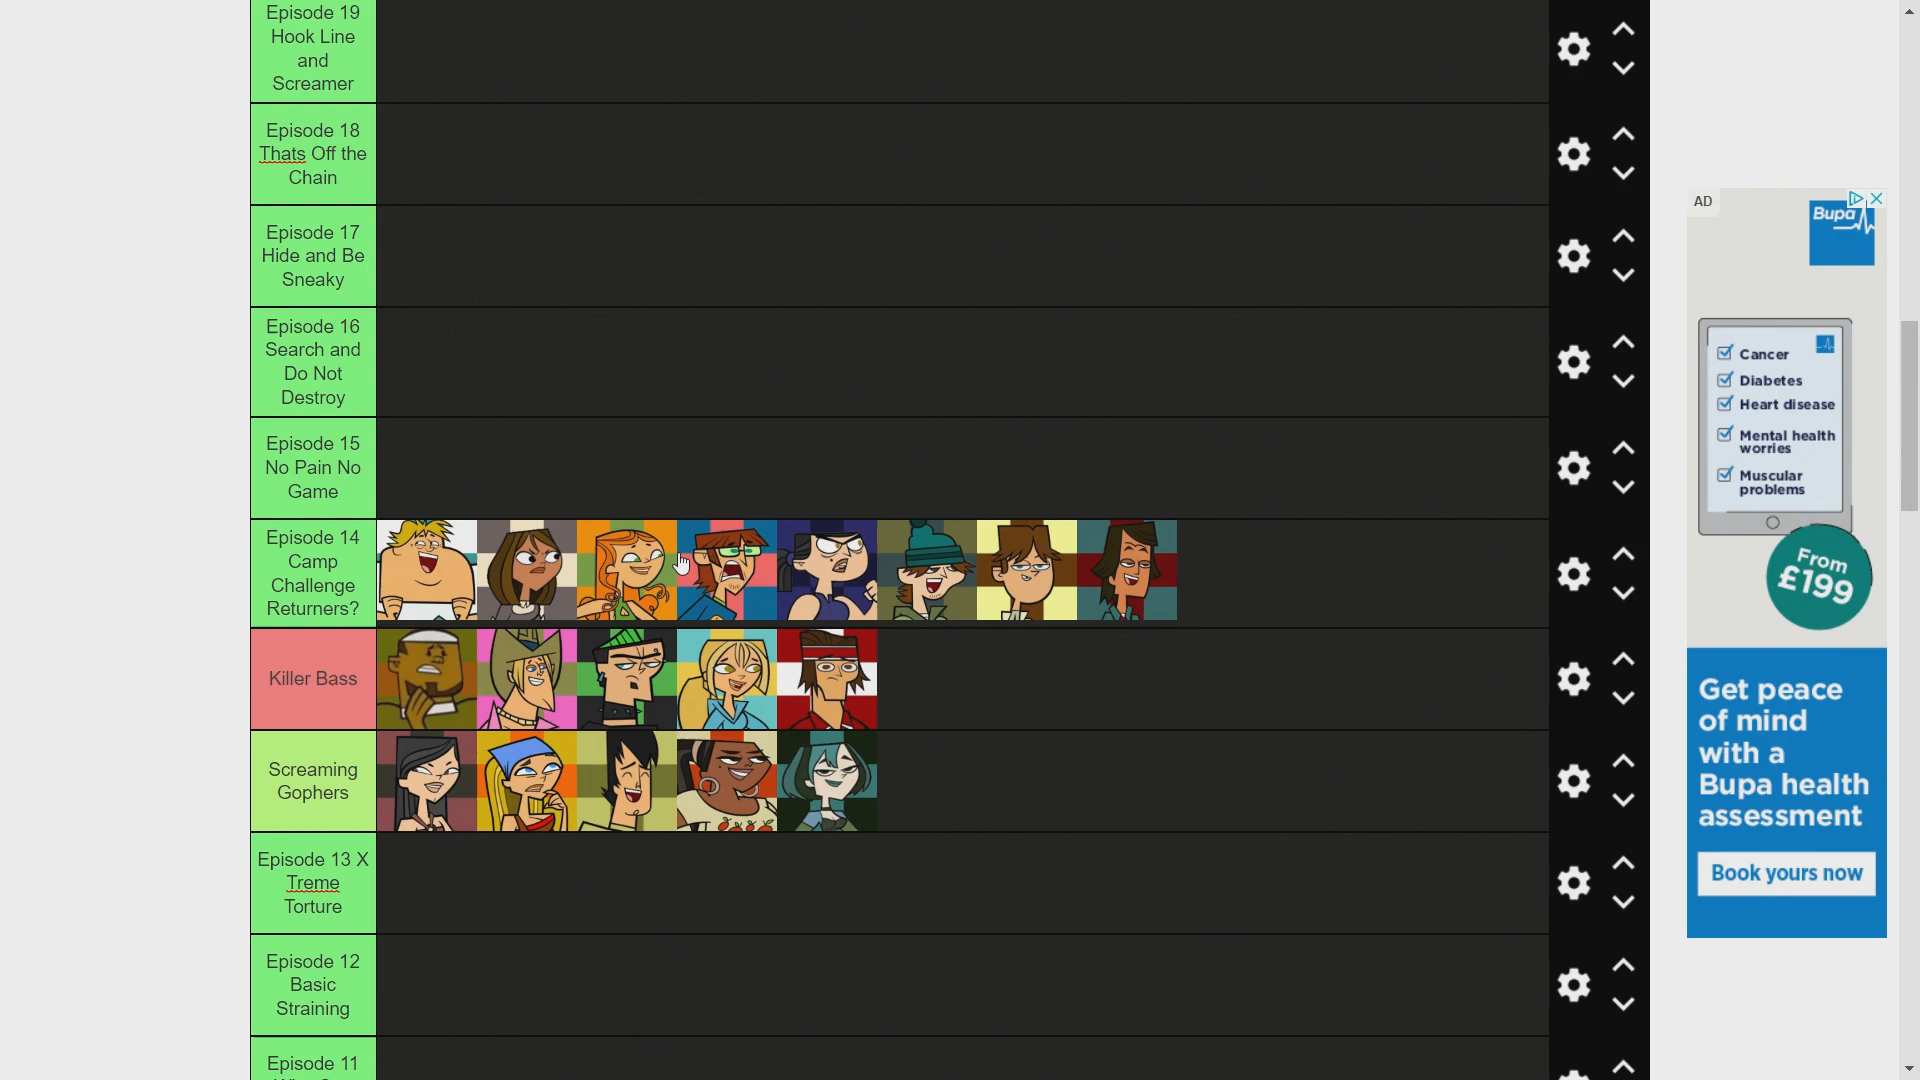 Episode 19
Hook Line
and
Screamer
Episode 18
Thats Off the
Chain
Episode 17
Hide and Be
Sneaky
Episode 16
Search and
Do Not
Destroy
Episode 15
No Pain No
Game
Episode 14
Camp
Challenge
Returners?
Killer Bass
Screaming
Gophers
Episode 13 X
Treme
Torture
Episode 12
Basic
Straining
Episode 11
AD
Bupa
Cancer
Diabetes
Heart disease
Mental health
worries
Muscular
problems
From
£199
Get peace
of mind
with a
Bupa health
assessment
Book yours now